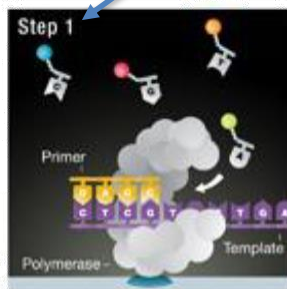 Step 1
C
G
T
A
Primer
G A G C
C T C G T T G A
Template
Polymerase